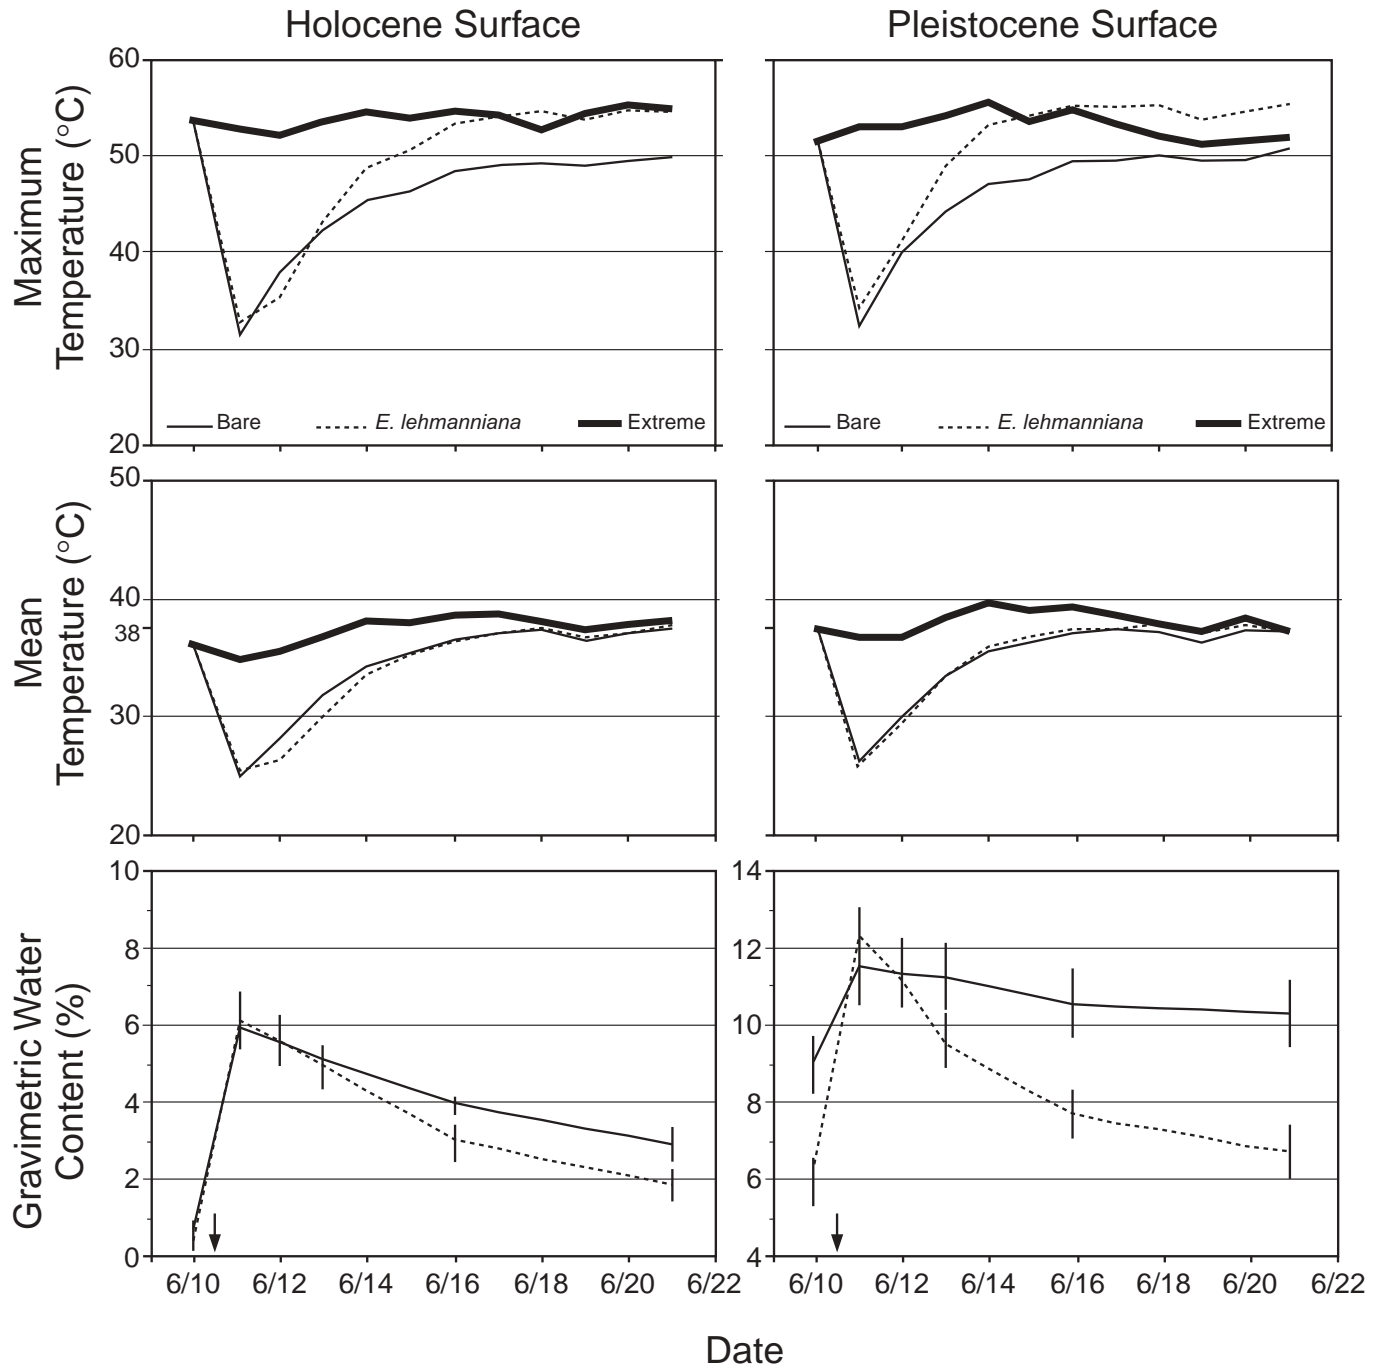 Holocene Surface
Pleistocene Surface
Maximum
Temperature (°C)
60
50
40
30
20
Bare
E. lehmanniana
Extreme
Bare
E. lehmanniana
Extreme
Mean
Temperature (°C)
50
40
38
30
20
Gravimetric Water
Content (%)
10
8
6
4
2
0
14
12
10
8
6
4
6/10 6/12 6/14 6/16 6/18 6/20 6/22
6/10 6/12 6/14 6/16 6/18 6/20 6/22
Date